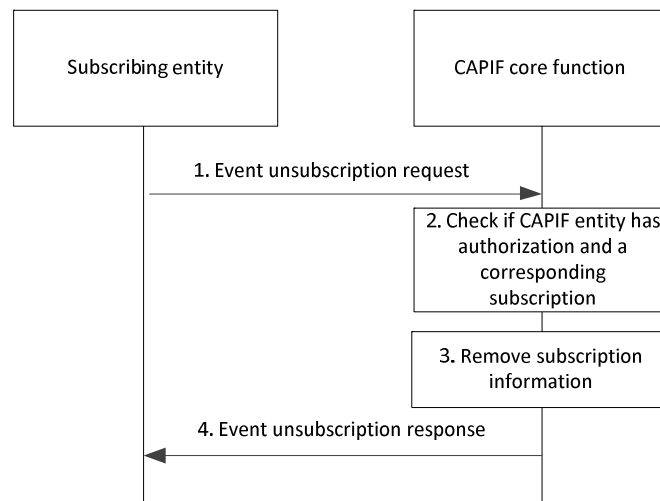 Subscribing entity
CAPIF core function
1. Event unsubscription request
2. Check if CAPIF entity has
authorization and a
corresponding
subscription
3. Remove subscription
information
4. Event unsubscription response